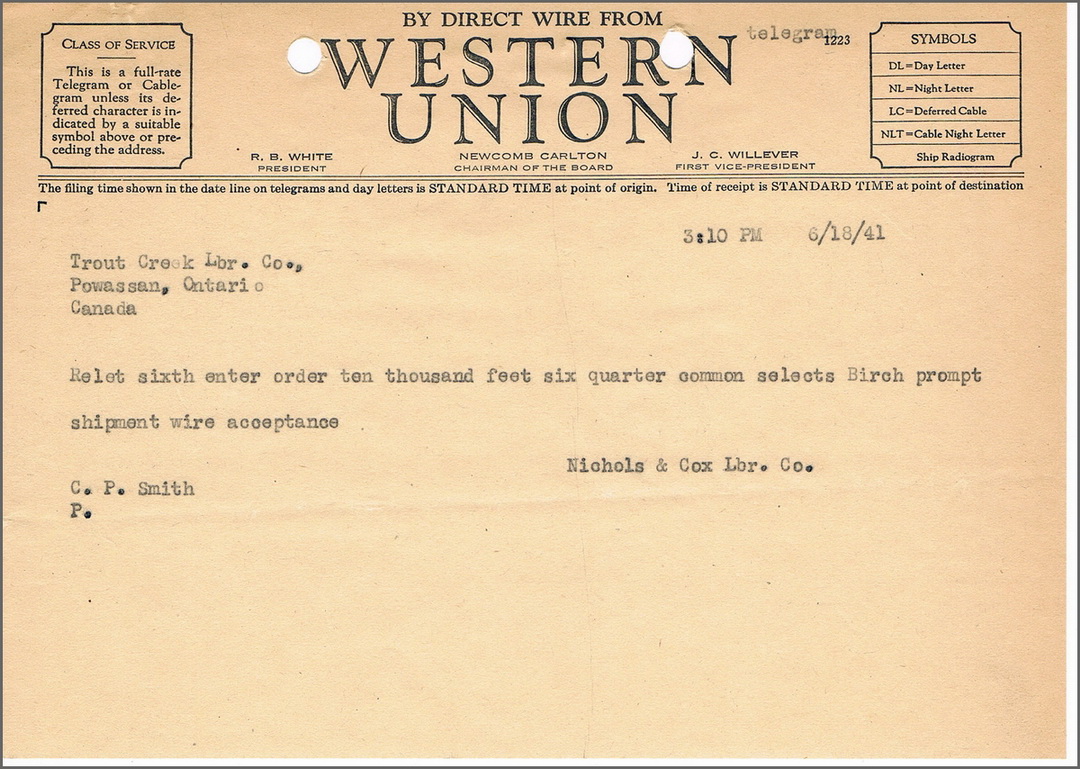 BY DIRECT WIRE FROM
WESTERN
UNION
telegram
1223
CLASS OF SERVICE
This is a full-rate
Telegram or Cable-
gram unless its de-
ferred character is in-
dicated by a suitable
symbol above or pre-
ceding the address.
SYMBOLS
DL=Day Letter
NL=Night Letter
LC=Deferred Cable
NLT=Cable Night Letter
Ship Radiogram
R. B. WHITE
PRESIDENT
NEWCOMB CARLTON
CHAIRMAN OF THE BOARD
J. C. WILLEVER
FIRST VICE-PRESIDENT
The filing time shown in the date line on telegrams and day letters is STANDARD TIME at point of origin. Time of receipt is STANDARD TIME at point of destination
3:10 PM 6/18/41
Trout Creek Lbr. Co.,
Powassan, Ontario
Canada
Relet sixth enter order ten thousand feet six quarter common selects Birch prompt
shipment wire acceptance
Nichols & Cox Lbr. Co.
C. P. Smith
P.